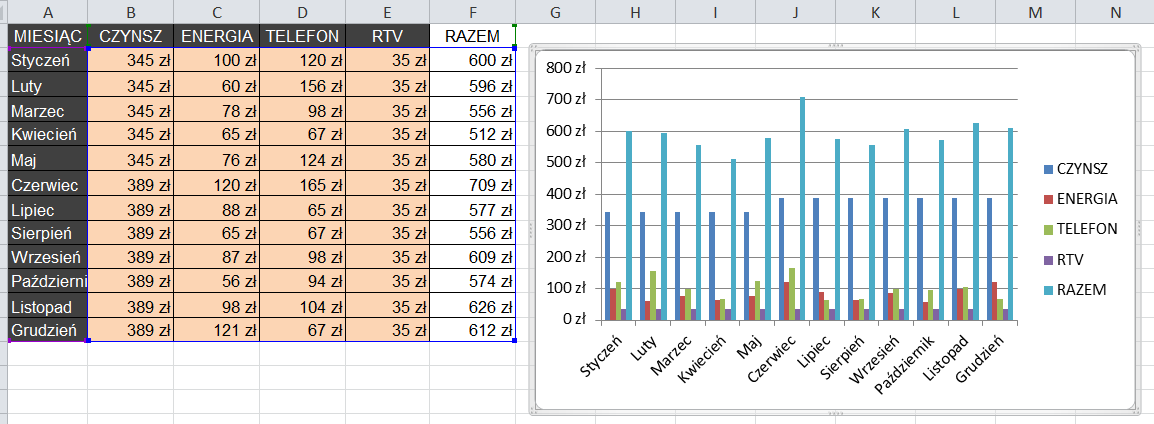 A B C D E F G H I J K L M N
MIESIĄC CZYNSZ ENERGIA TELEFON RTV RAZEM
Styczeń 345 zł 100 zł 120 zł 35 zł 600 zł
Luty 345 zł 60 zł 156 zł 35 zł 596 zł
Marzec 345 zł 78 zł 98 zł 35 zł 556 zł
Kwiecień 345 zł 65 zł 67 zł 35 zł 512 zł
Maj 345 zł 76 zł 124 zł 35 zł 580 zł
Czerwiec 389 zł 120 zł 165 zł 35 zł 709 zł
Lipiec 389 zł 88 zł 65 zł 35 zł 577 zł
Sierpień 389 zł 65 zł 67 zł 35 zł 556 zł
Wrzesień 389 zł 87 zł 98 zł 35 zł 609 zł
Październi 389 zł 56 zł 94 zł 35 zł 574 zł
Listopad 389 zł 98 zł 104 zł 35 zł 626 zł
Grudzień 389 zł 121 zł 67 zł 35 zł 612 zł
800 zł
700 zł
600 zł
500 zł
400 zł
300 zł
200 zł
100 zł
0 zł
Styczeń Luty Marzec Kwiecień Maj Czerwiec Lipiec Sierpień Wrzesień Październik Listopad Grudzień
CZYNSZ
ENERGIA
TELEFON
RTV
RAZEM